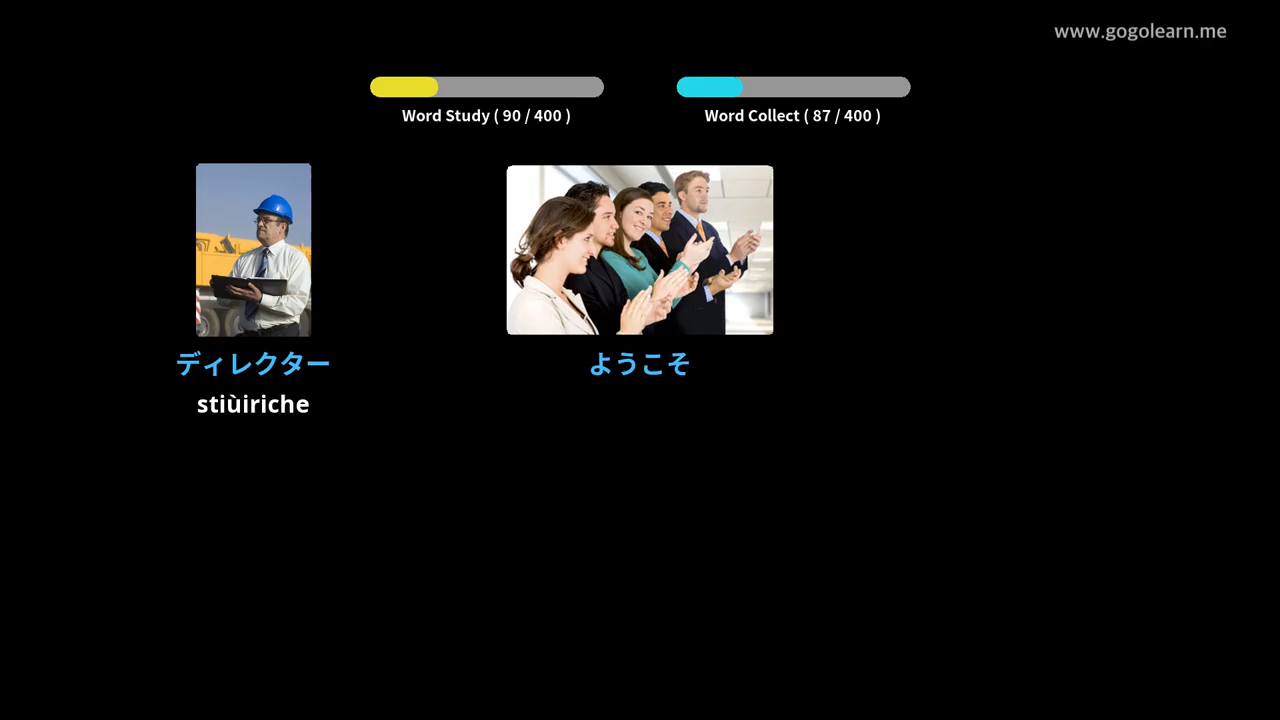 www.gogolearn.me
Word Study ( 90 / 400 )
Word Collect ( 87 / 400 )
ディレクター
stiùiriche
ようこそ